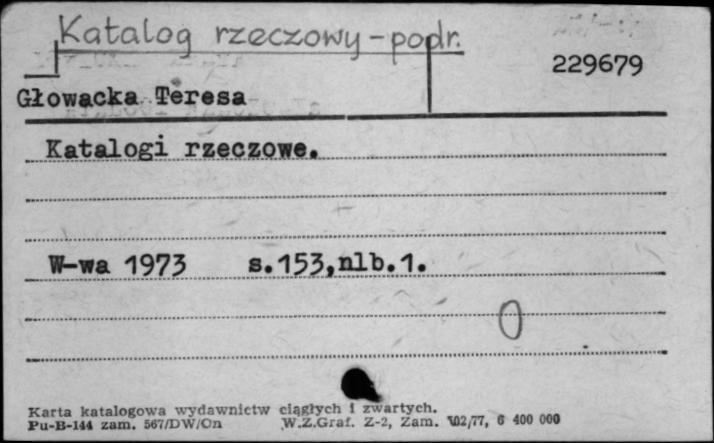 Katalog rzeczowy - podr.
229679
Głowacka Teresa
Katalogi rzeczowe.
W-wa 1973 s.153,nlb.1.
0
Karta katalogowa wydawnictw ciągłych i zwartych.
Pu-B-144 zam. 567/DW/On W.Z.Graf. Z-2, Zam. 102/77, 6 400 000